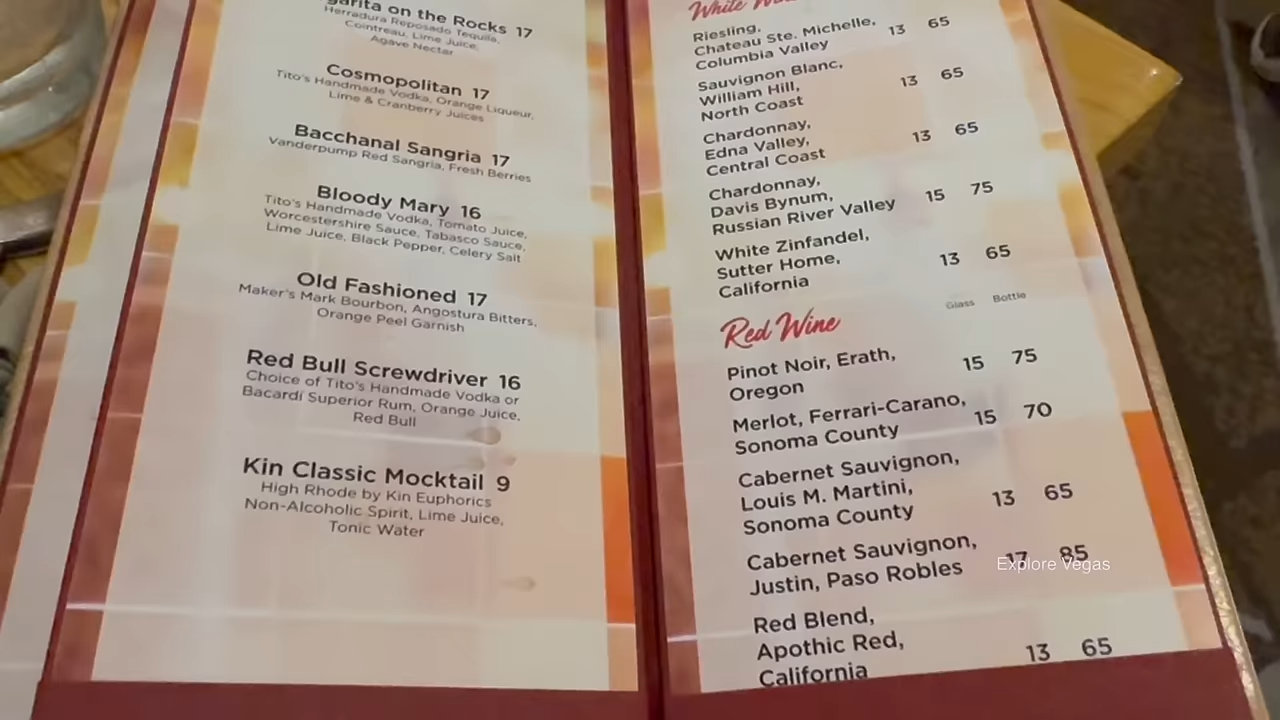 on the Rocks 17
Herradura Reposado Tequila,
Cointreau, Lime Juice,
Agave Nectar
Cosmopolitan 17
Tito's Handmade Vodka, Orange Liqueur,
Lime & Cranberry Juices
Bacchanal Sangria 17
Vanderpump Red Sangria, Fresh Berries
Bloody Mary 16
Tito's Handmade Vodka, Tomato Juice,
Worcestershire Sauce, Tabasco Sauce,
Lime Juice, Black Pepper, Celery Salt
Old Fashioned 17
Maker's Mark Bourbon, Angostura Bitters,
Orange Peel Garnish
Red Bull Screwdriver 16
Choice of Tito's Handmade Vodka or
Bacardi Superior Rum, Orange Juice,
Red Bull
Kin Classic Mocktail 9
High Rhode by Kin Euphorics
Non-Alcoholic Spirit, Lime Juice,
Tonic Water
White
Riesling,
Chateau Ste. Michelle, 13 65
Columbia Valley
Sauvignon Blanc,
William Hill, 13 65
North Coast
Chardonnay,
Edna Valley, 13 65
Central Coast
Chardonnay,
Davis Bynum, 15 75
Russian River Valley
White Zinfandel,
Sutter Home, 13 65
California
Glass Bottle
Red Wine
Pinot Noir, Erath, 15 75
Oregon
Merlot, Ferrari-Carano, 15 70
Sonoma County
Cabernet Sauvignon,
Louis M. Martini, 13 65
Sonoma County
Cabernet Sauvignon, 17 85
Justin, Paso Robles
Explore Vegas
Red Blend,
Apothic Red, 13 65
California